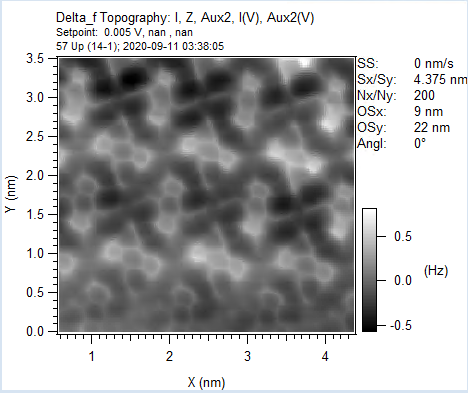 Delta_f Topography: I, Z, Aux2, I(V), Aux2(V)
Setpoint: 0.005 V, nan , nan
57 Up (14-1); 2020-09-11 03:38:05
SS: 0 nm/s
Sx/Sy: 4.375 nm
Nx/Ny: 200
OSx: 9 nm
OSy: 22 nm
Angl: 0°
3.5
3.0
2.5
2.0
1.5
1.0
0.5
0.0
Y (nm)
1 2 3 4
X (nm)
0.5
0.0
-0.5
(Hz)